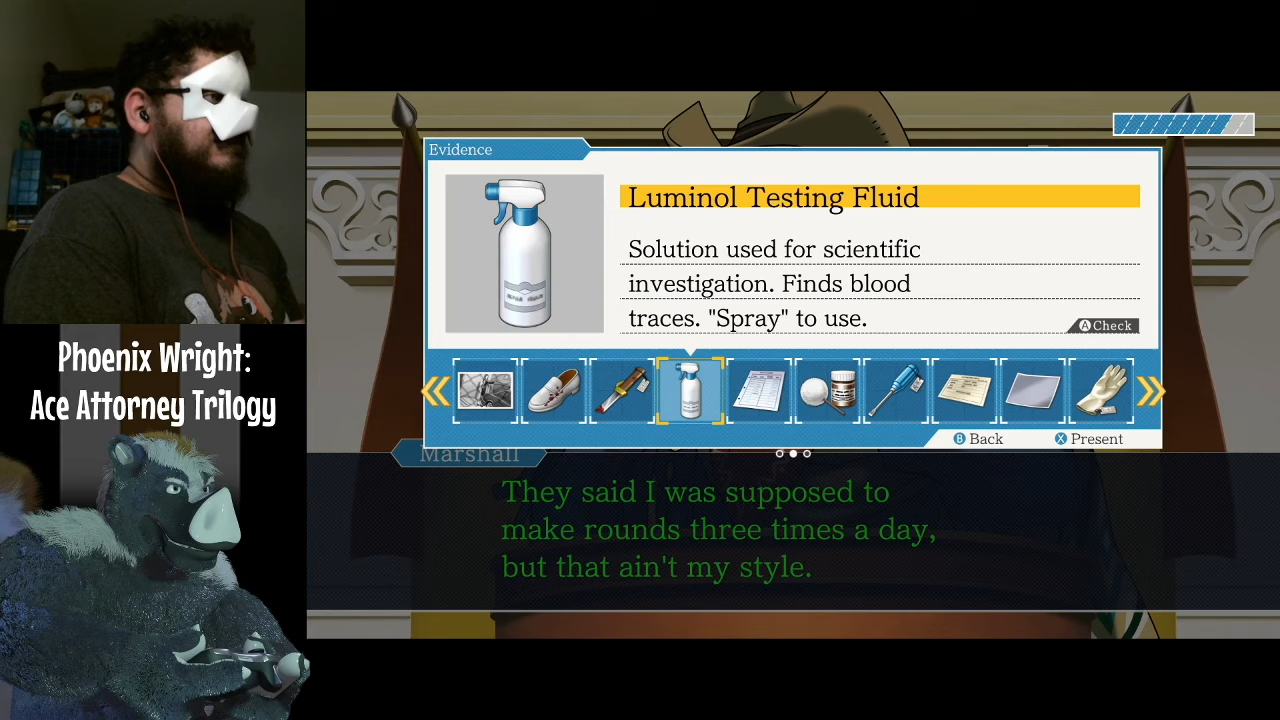 Evidence
Luminol Testing Fluid
Solution used for scientific
investigation. Finds blood
traces. "Spray" to use.
A Check
B Back
X Present
Marshall
They said I was supposed to
make rounds three times a day,
but that ain't my style.
Phoenix Wright:
Ace Attorney Trilogy